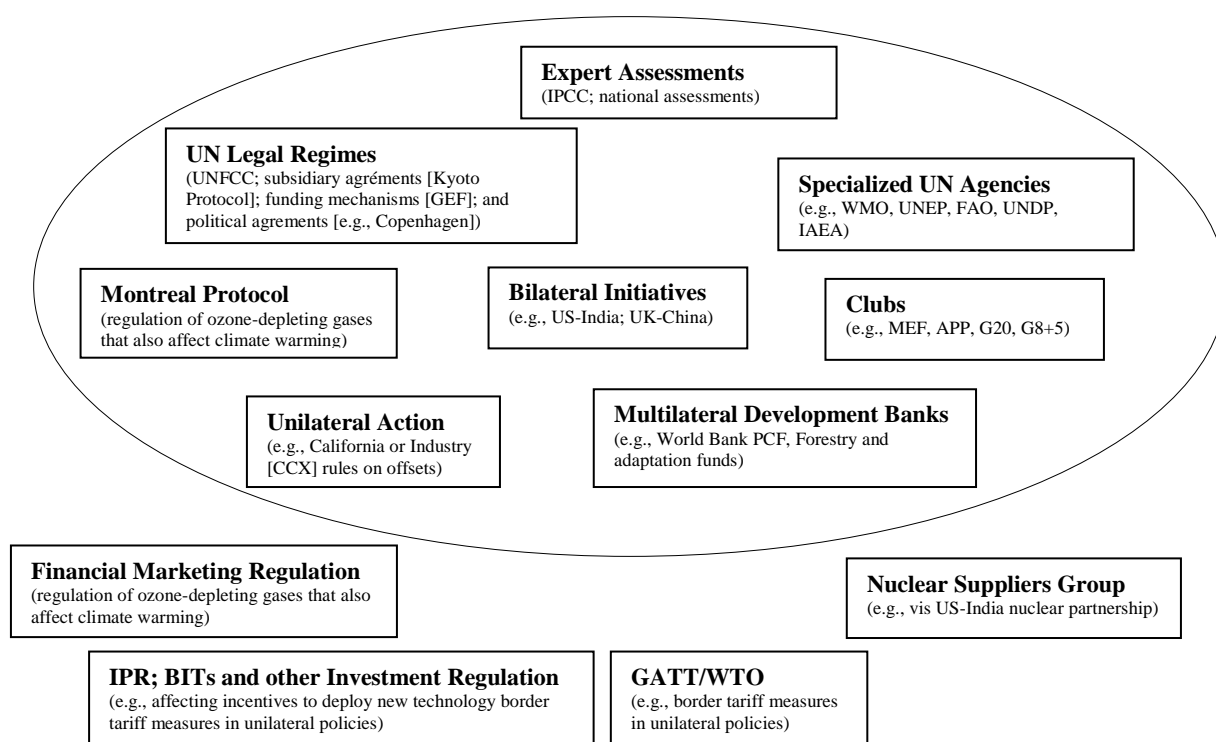 Expert Assessments
(IPCC; national assessments)
UN Legal Regimes
(UNFCC; subsidiary agréments [Kyoto
Protocol]; funding mechanisms [GEF]; and
political agrements [e.g., Copenhagen])
Specialized UN Agencies
(e.g., WMO, UNEP, FAO, UNDP,
IAEA)
Montreal Protocol
(regulation of ozone-depleting gases
that also affect climate warming)
Bilateral Initiatives
(e.g., US-India; UK-China)
Clubs
(e.g., MEF, APP, G20, G8+5)
Unilateral Action
(e.g., California or Industry
[CCX] rules on offsets)
Multilateral Development Banks
(e.g., World Bank PCF, Forestry and
adaptation funds)
Financial Marketing Regulation
(regulation of ozone-depleting gases that also
affect climate warming)
Nuclear Suppliers Group
(e.g., vis US-India nuclear partnership)
IPR; BITs and other Investment Regulation
(e.g., affecting incentives to deploy new technology border
tariff measures in unilateral policies)
GATT/WTO
(e.g., border tariff measures
in unilateral policies)